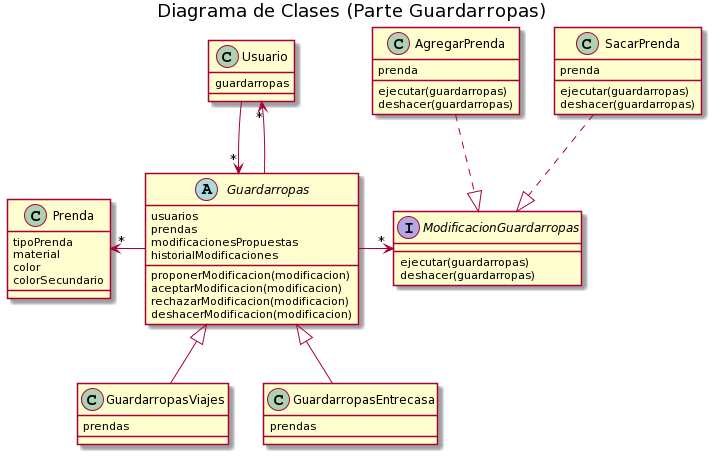 Diagrama de Clases (Parte Guardarropas)
C Usuario
guardarropas
C AgregarPrenda
prenda
ejecutar(guardarropas)
deshacer(guardarropas)
C SacarPrenda
prenda
ejecutar(guardarropas)
deshacer(guardarropas)
*
*
C Prenda
tipoPrenda
material
color
colorSecundario
*
A Guardarropas
usuarios
prendas
modificacionesPropuestas
historialModificaciones
proponerModificacion(modificacion)
aceptarModificacion(modificacion)
rechazarModificacion(modificacion)
deshacerModificacion(modificacion)
*
I ModificacionGuardarropas
ejecutar(guardarropas)
deshacer(guardarropas)
C GuardarropasViajes
prendas
C GuardarropasEntrecasa
prendas